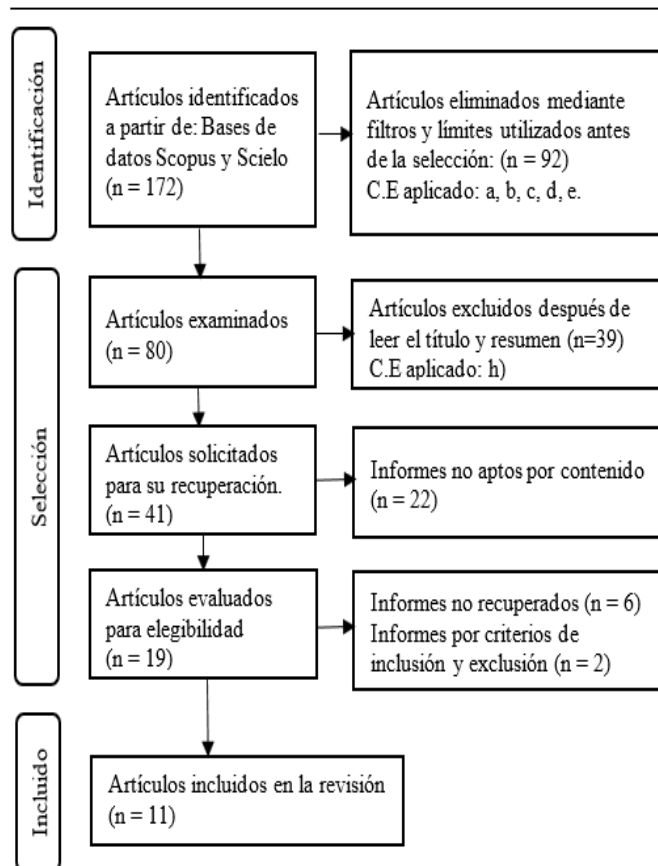 Identificación
Artículos identificados
a partir de: Bases de
datos Scopus y Scielo
(n = 172)
Artículos eliminados mediante
filtros y límites utilizados antes
de la selección: (n = 92)
C.E aplicado: a, b, c, d, e.
Selección
Artículos examinados
(n = 80)
Artículos excluidos después de
leer el título y resumen (n=39)
C.E aplicado: h)
Artículos solicitados
para su recuperación.
(n = 41)
Informes no aptos por contenido
(n = 22)
Artículos evaluados
para elegibilidad
(n = 19)
Informes no recuperados (n = 6)
Informes por criterios de
inclusión y exclusión (n = 2)
Incluido
Artículos incluidos en la revisión
(n = 11)